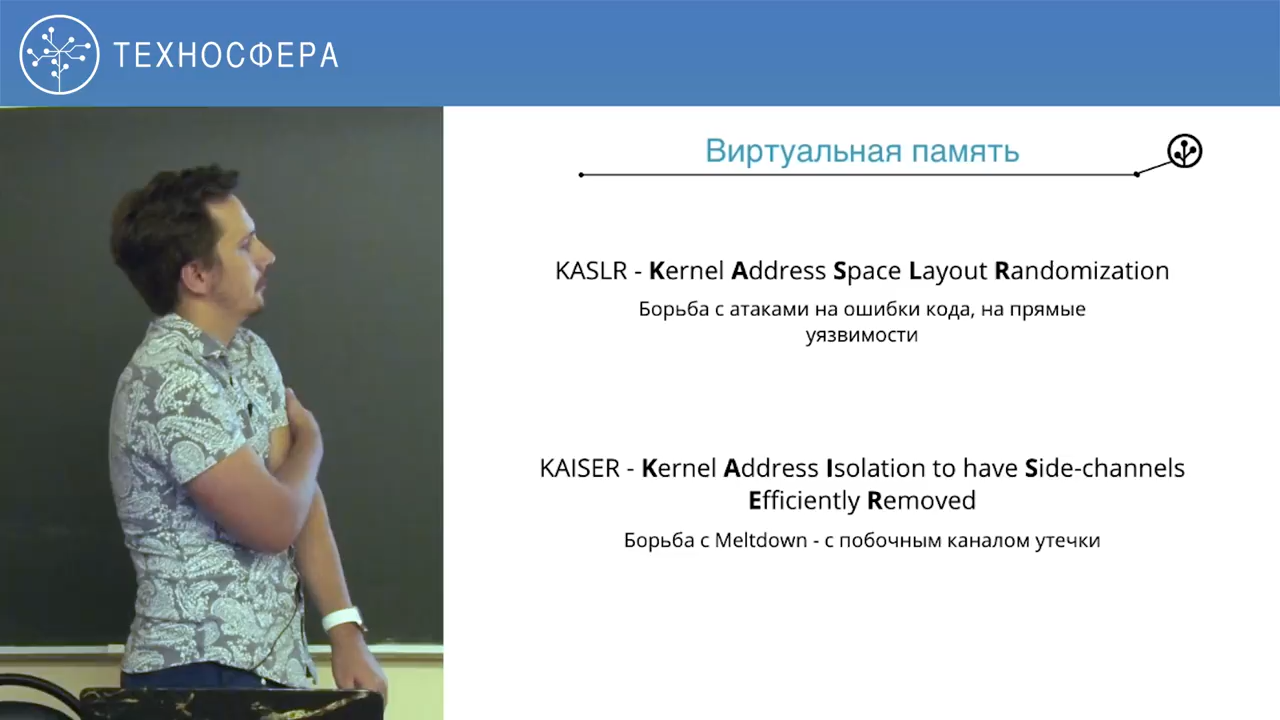 ТЕХНОСФЕРА
Виртуальная память
KASLR - Kernel Address Space Layout Randomization
Борьба с атаками на ошибки кода, на прямые
уязвимости
KAISER - Kernel Address Isolation to have Side-channels
Efficiently Removed
Борьба с Meltdown - с побочным каналом утечки